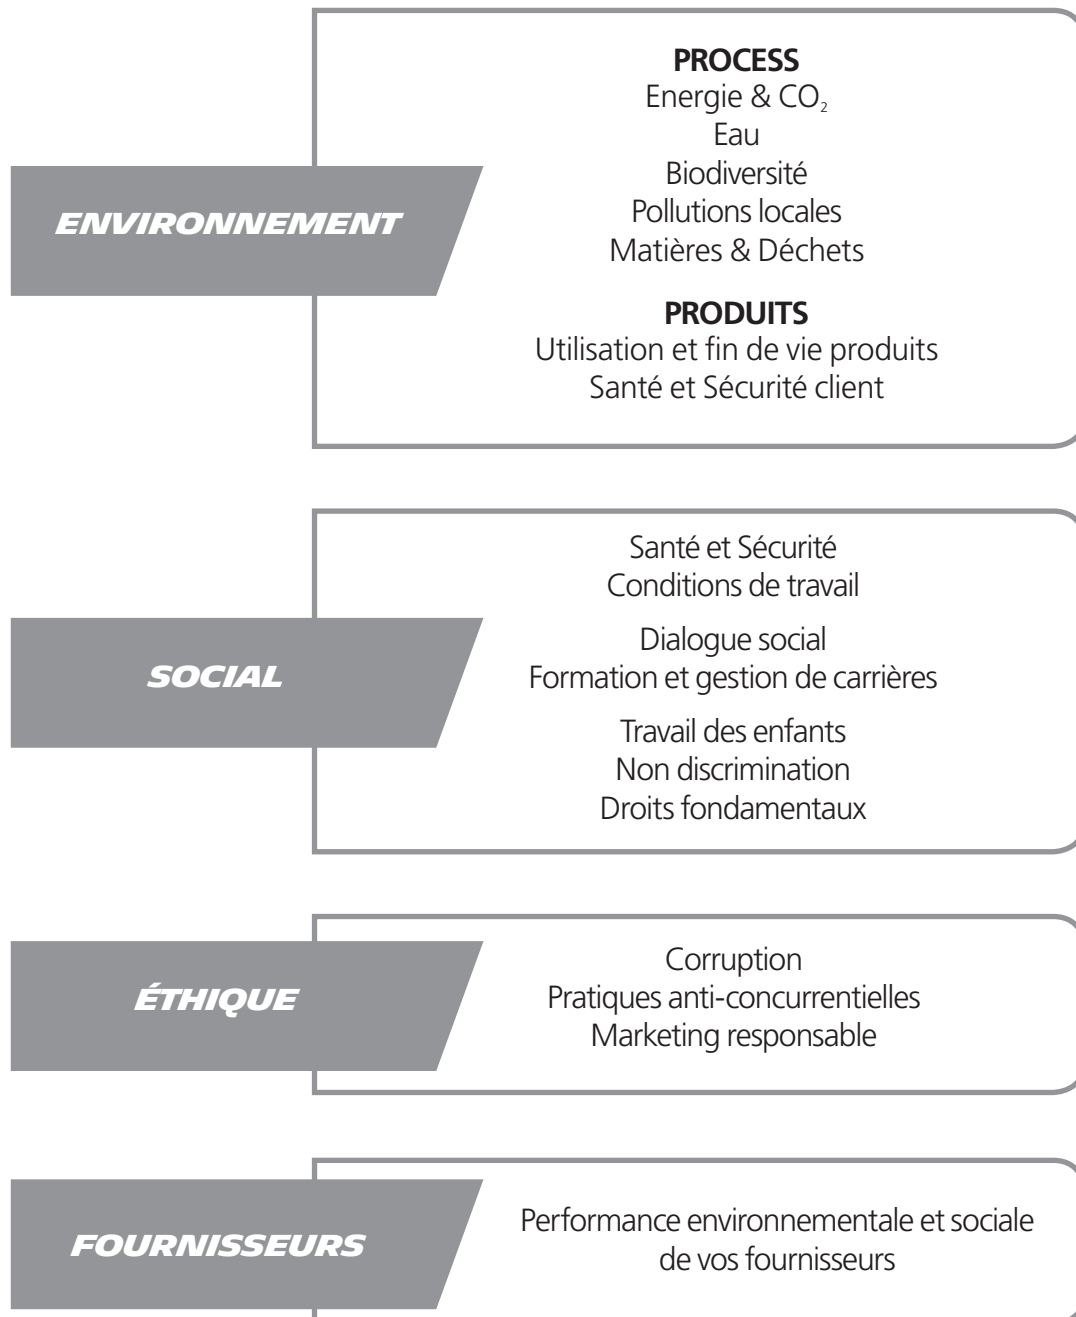 PROCESS
Energie & CO₂
Eau
Biodiversité
Pollutions locales
Matières & Déchets
ENVIRONNEMENT
PRODUITS
Utilisation et fin de vie produits
Santé et Sécurité client
Santé et Sécurité
Conditions de travail
SOCIAL
Dialogue social
Formation et gestion de carrières
Travail des enfants
Non discrimination
Droits fondamentaux
ÉTHIQUE
Corruption
Pratiques anti-concurrentielles
Marketing responsable
FOURNISSEURS
Performance environnementale et sociale
de vos fournisseurs